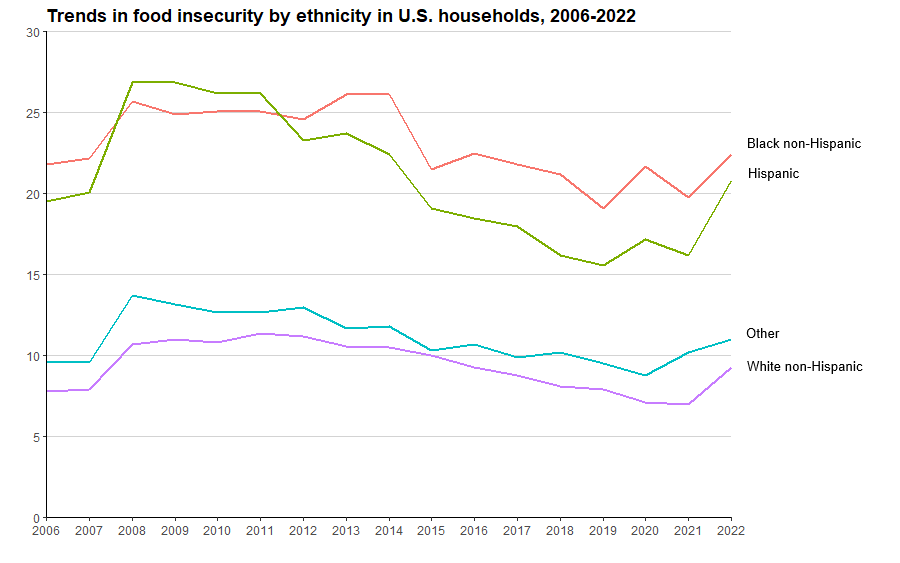 Trends in food insecurity by ethnicity in U.S. households, 2006-2022
30
25
20
15
10
5
0
Black non-Hispanic
Hispanic
Other
White non-Hispanic
2006 2007 2008 2009 2010 2011 2012 2013 2014 2015 2016 2017 2018 2019 2020 2021 2022